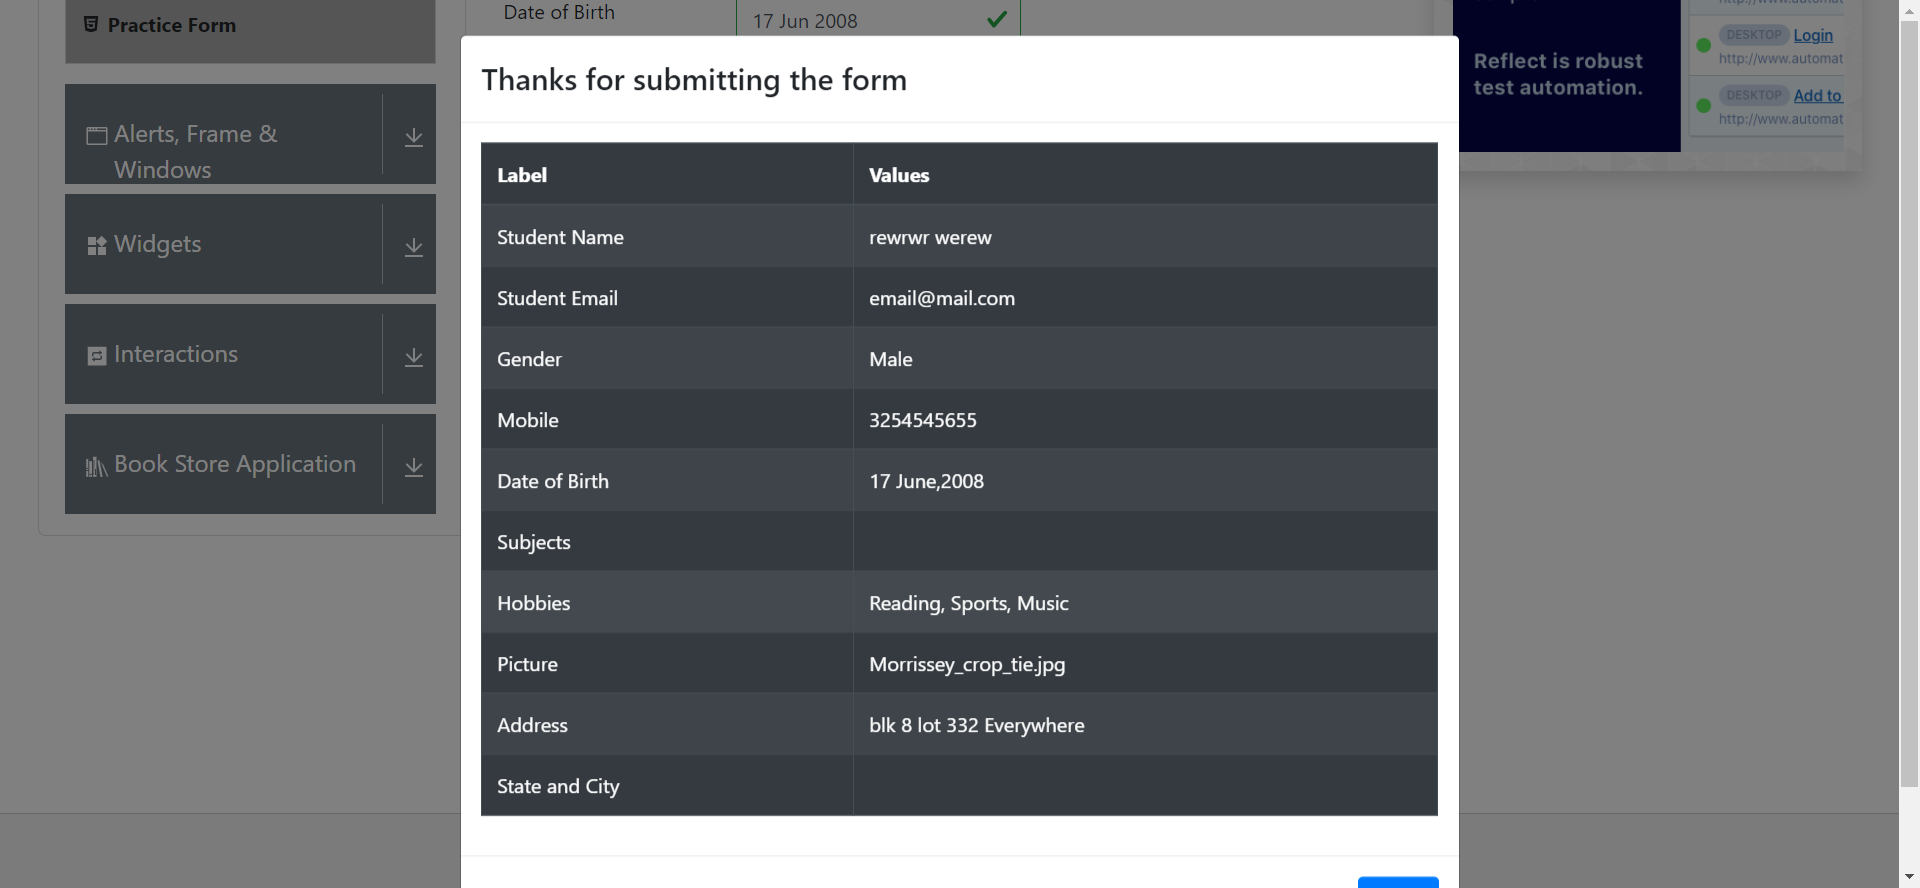 Practice Form
Alerts, Frame &
Windows
Widgets
Interactions
Book Store Application
Date of Birth
17 Jun 2008
Thanks for submitting the form
Label Values
Student Name rewrwr werew
Student Email email@mail.com
Gender Male
Mobile 3254545655
Date of Birth 17 June,2008
Subjects
Hobbies Reading, Sports, Music
Picture Morrissey_crop_tie.jpg
Address blk 8 lot 332 Everywhere
State and City
Reflect is robust
test automation.
DESKTOP Login
http://www.automat
DESKTOP Add to
http://www.automat